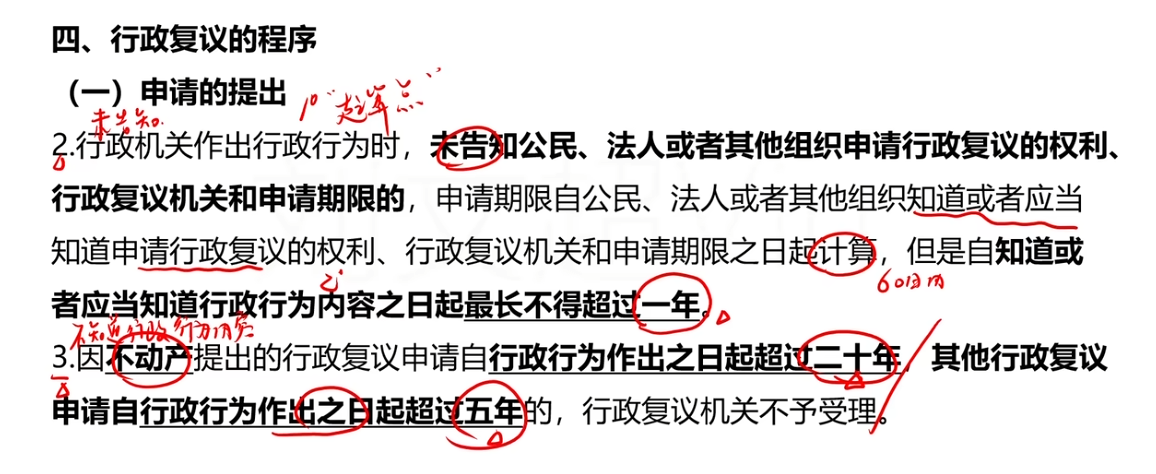 四、行政复议的程序
（一）申请的提出
1° "起算点"
未告知.
2.行政机关作出行政行为时，未告知公民、法人或者其他组织申请行政复议的权利、
行政复议机关和申请期限的，申请期限自公民、法人或者其他组织知道或者应当
知道申请行政复议的权利、行政复议机关和申请期限之日起计算，但是自知道或
2°
60日内
者应当知道行政行为内容之日起最长不得超过一年。
不知道行政行为内容
3.因不动产提出的行政复议申请自行政行为作出之日起超过二十年，其他行政复议
申请自行政行为作出之日起超过五年的，行政复议机关不予受理。